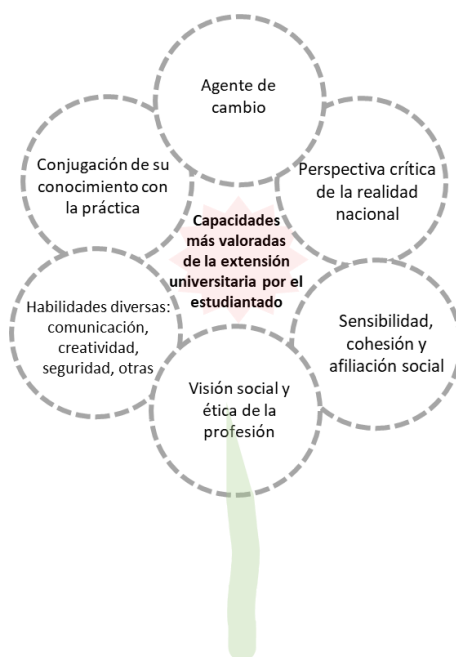 Agente de
cambio
Conjugación de su
conocimiento con
la práctica
Perspectiva crítica
de la realidad
nacional
Capacidades
más valoradas
de la extensión
universitaria por el
estudiantado
Habilidades diversas:
comunicación,
creatividad,
seguridad, otras
Sensibilidad,
cohesión y
afiliación social
Visión social y
ética de la
profesión